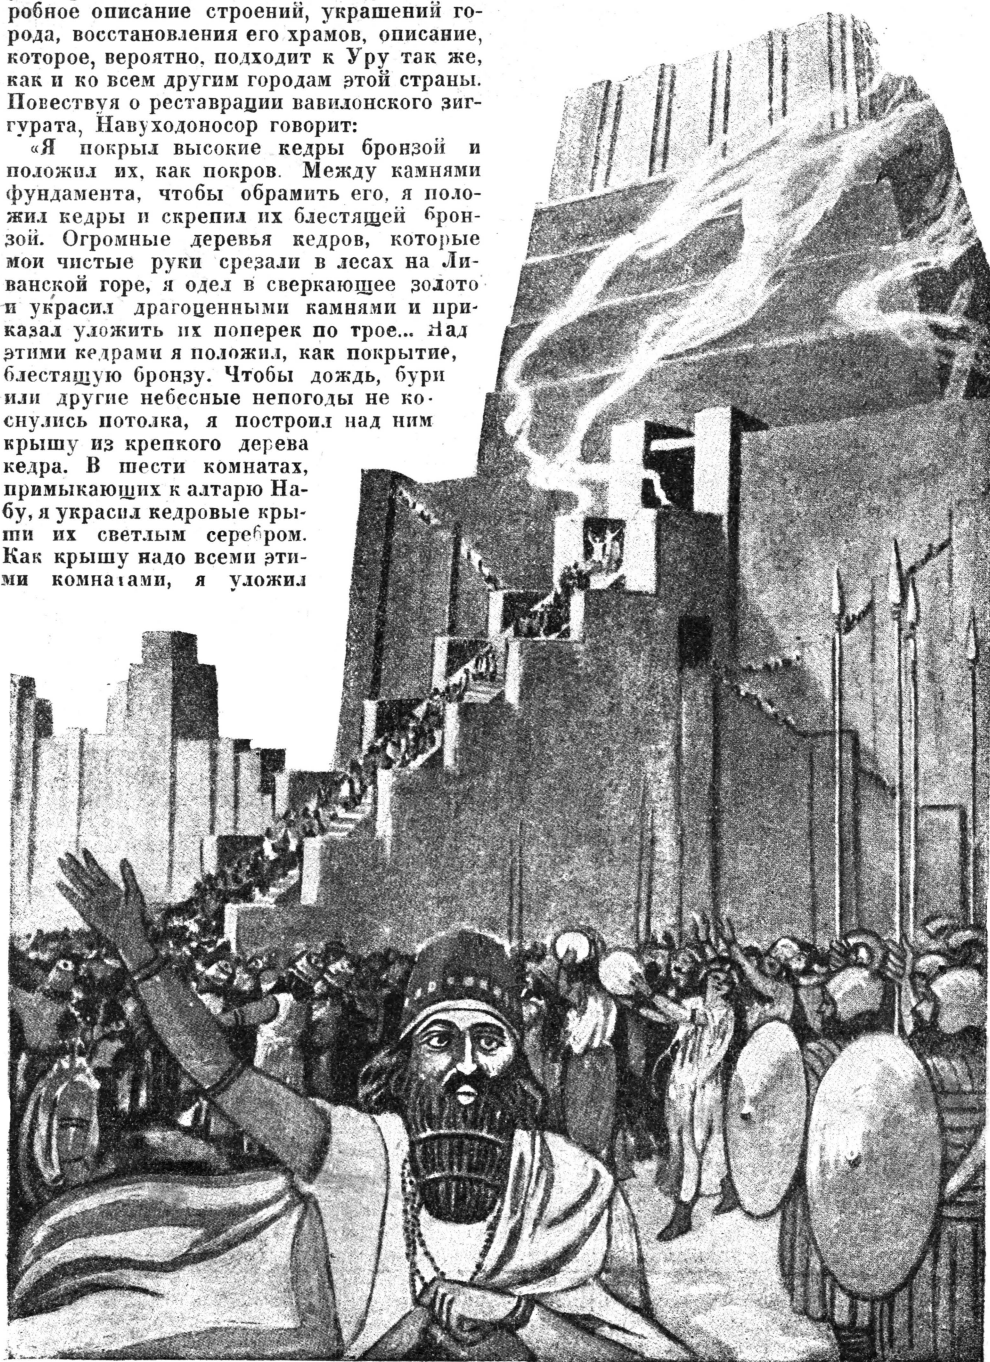 робное описание строений, украшений го-
рода, восстановления его храмов, описание,
которое, вероятно, подходит к Уру так же,
как и ко всем другим городам этой страны.
Повествуя о реставрации вавилонского зиг-
гурата, Навуходоносор говорит:
«Я покрыл высокие кедры бронзой и
положил их, как покров. Между камнями
фундамента, чтобы обрамить его, я поло-
жил кедры и скрепил их блестящей брон-
зой. Огромные деревья кедров, которые
мои чистые руки срезали в лесах на Ли-
ванской горе, я одел в сверкающее золото
и украсил драгоценными камнями и при-
казал уложить их поперек по трое... Над
этими кедрами я положил, как покрытие,
блестящую бронзу. Чтобы дождь, бури
или другие небесные непогоды не ко-
снулись потолка, я построил над ним
крышу из крепкого дерева
кедра. В шести комнатах,
примыкающих к алтарю На-
бу, я украсил кедровые кры-
ши их светлым серебром.
Как крышу надо всеми эти-
ми комнатами, я уложил